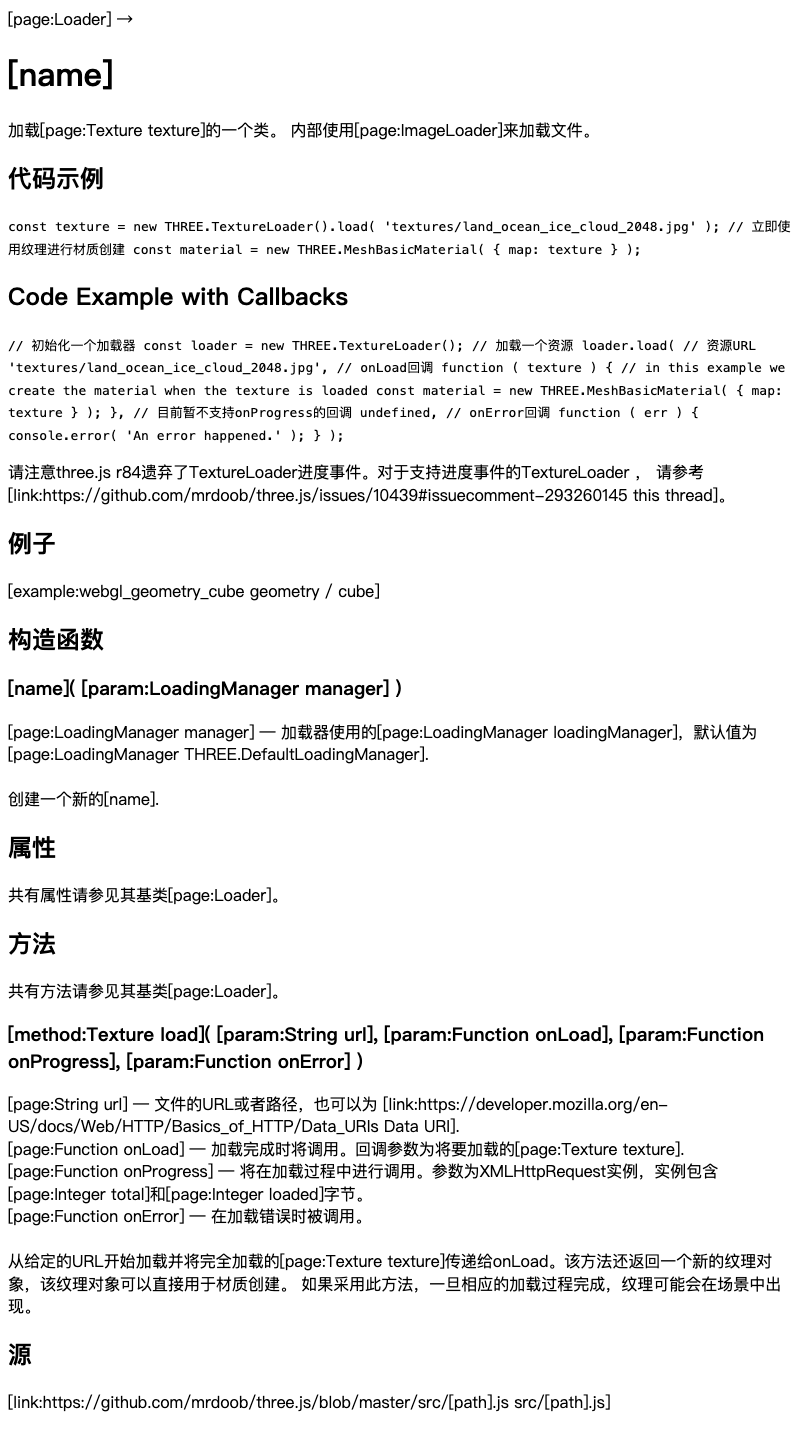 [page:Loader] →
[name]
加载[page:Texture texture]的一个类。 内部使用[page:ImageLoader]来加载文件。
代码示例
const texture = new THREE.TextureLoader().load( 'textures/land_ocean_ice_cloud_2048.jpg' ); // 立即使
用纹理进行材质创建 const material = new THREE.MeshBasicMaterial( { map: texture } );
Code Example with Callbacks
// 初始化一个加载器 const loader = new THREE.TextureLoader(); // 加载一个资源 loader.load( // 资源URL
'textures/land_ocean_ice_cloud_2048.jpg', // onLoad回调 function ( texture ) { // in this example we
create the material when the texture is loaded const material = new THREE.MeshBasicMaterial( { map:
texture } ); }, // 目前暂不支持onProgress的回调 undefined, // onError回调 function ( err ) {
console.error( 'An error happened.' ); } );
请注意three.js r84遗弃了TextureLoader进度事件。对于支持进度事件的TextureLoader ， 请参考
[link:https://github.com/mrdoob/three.js/issues/10439#issuecomment-293260145 this thread]。
例子
[example:webgl_geometry_cube geometry / cube]
构造函数
[name]( [param:LoadingManager manager] )
[page:LoadingManager manager] — 加载器使用的[page:LoadingManager loadingManager]，默认值为
[page:LoadingManager THREE.DefaultLoadingManager].
创建一个新的[name].
属性
共有属性请参见其基类[page:Loader]。
方法
共有方法请参见其基类[page:Loader]。
[method:Texture load]( [param:String url], [param:Function onLoad], [param:Function
onProgress], [param:Function onError] )
[page:String url] — 文件的URL或者路径，也可以为 [link:https://developer.mozilla.org/en-
US/docs/Web/HTTP/Basics_of_HTTP/Data_URIs Data URI].
[page:Function onLoad] — 加载完成时将调用。回调参数为将要加载的[page:Texture texture].
[page:Function onProgress] — 将在加载过程中进行调用。参数为XMLHttpRequest实例，实例包含
[page:Integer total]和[page:Integer loaded]字节。
[page:Function onError] — 在加载错误时被调用。
从给定的URL开始加载并将完全加载的[page:Texture texture]传递给onLoad。该方法还返回一个新的纹理对
象，该纹理对象可以直接用于材质创建。 如果采用此方法，一旦相应的加载过程完成，纹理可能会在场景中出
现。
源
[link:https://github.com/mrdoob/three.js/blob/master/src/[path].js src/[path].js]